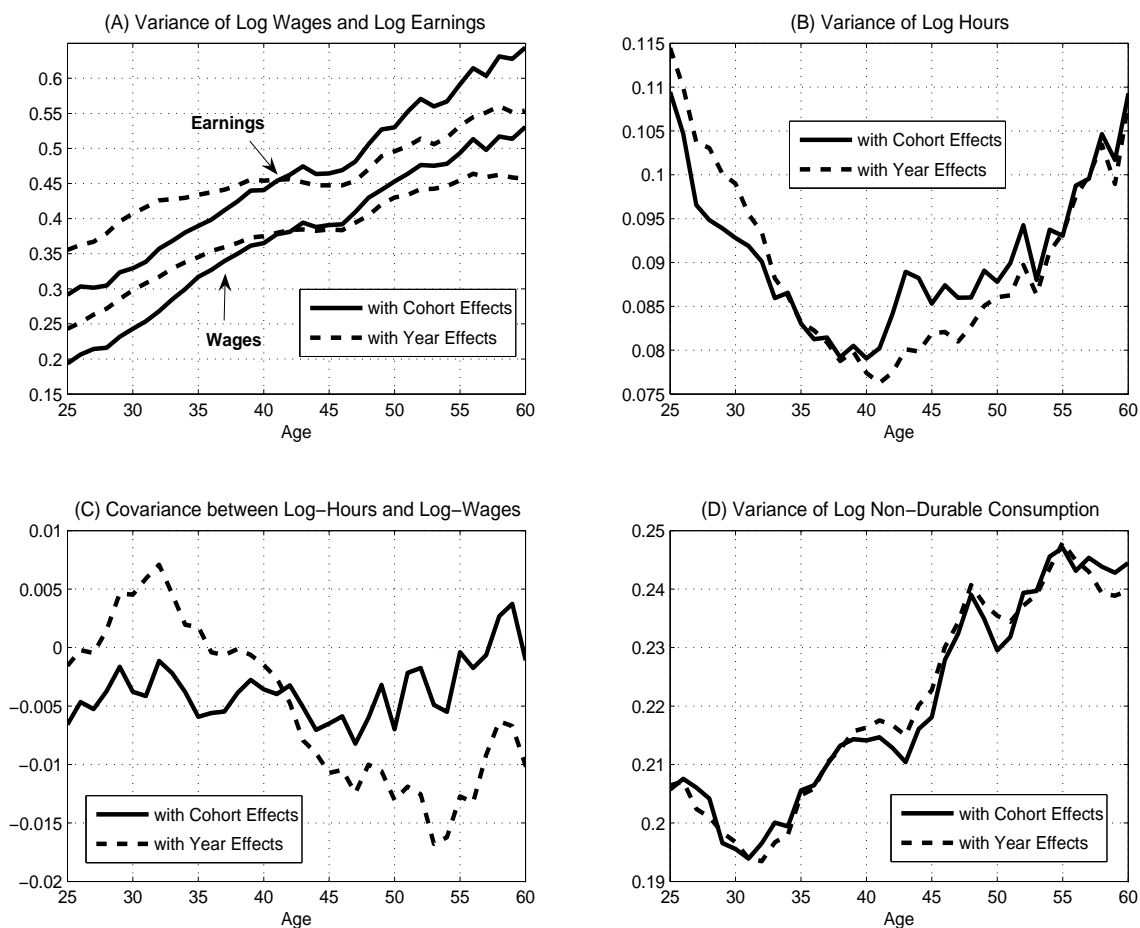 (A) Variance of Log Wages and Log Earnings
0.6
0.55
0.5
0.45
0.4
0.35
0.3
0.25
0.2
0.15
Earnings
Wages
with Cohort Effects
with Year Effects
25 30 35 40 45 50 55 60
Age
(B) Variance of Log Hours
0.115
0.11
0.105
0.1
0.095
0.09
0.085
0.08
0.075
with Cohort Effects
with Year Effects
25 30 35 40 45 50 55 60
Age
(C) Covariance between Log−Hours and Log−Wages
0.01
0.005
0
−0.005
−0.01
−0.015
−0.02
with Cohort Effects
with Year Effects
25 30 35 40 45 50 55 60
Age
(D) Variance of Log Non−Durable Consumption
0.25
0.24
0.23
0.22
0.21
0.2
0.19
with Cohort Effects
with Year Effects
25 30 35 40 45 50 55 60
Age